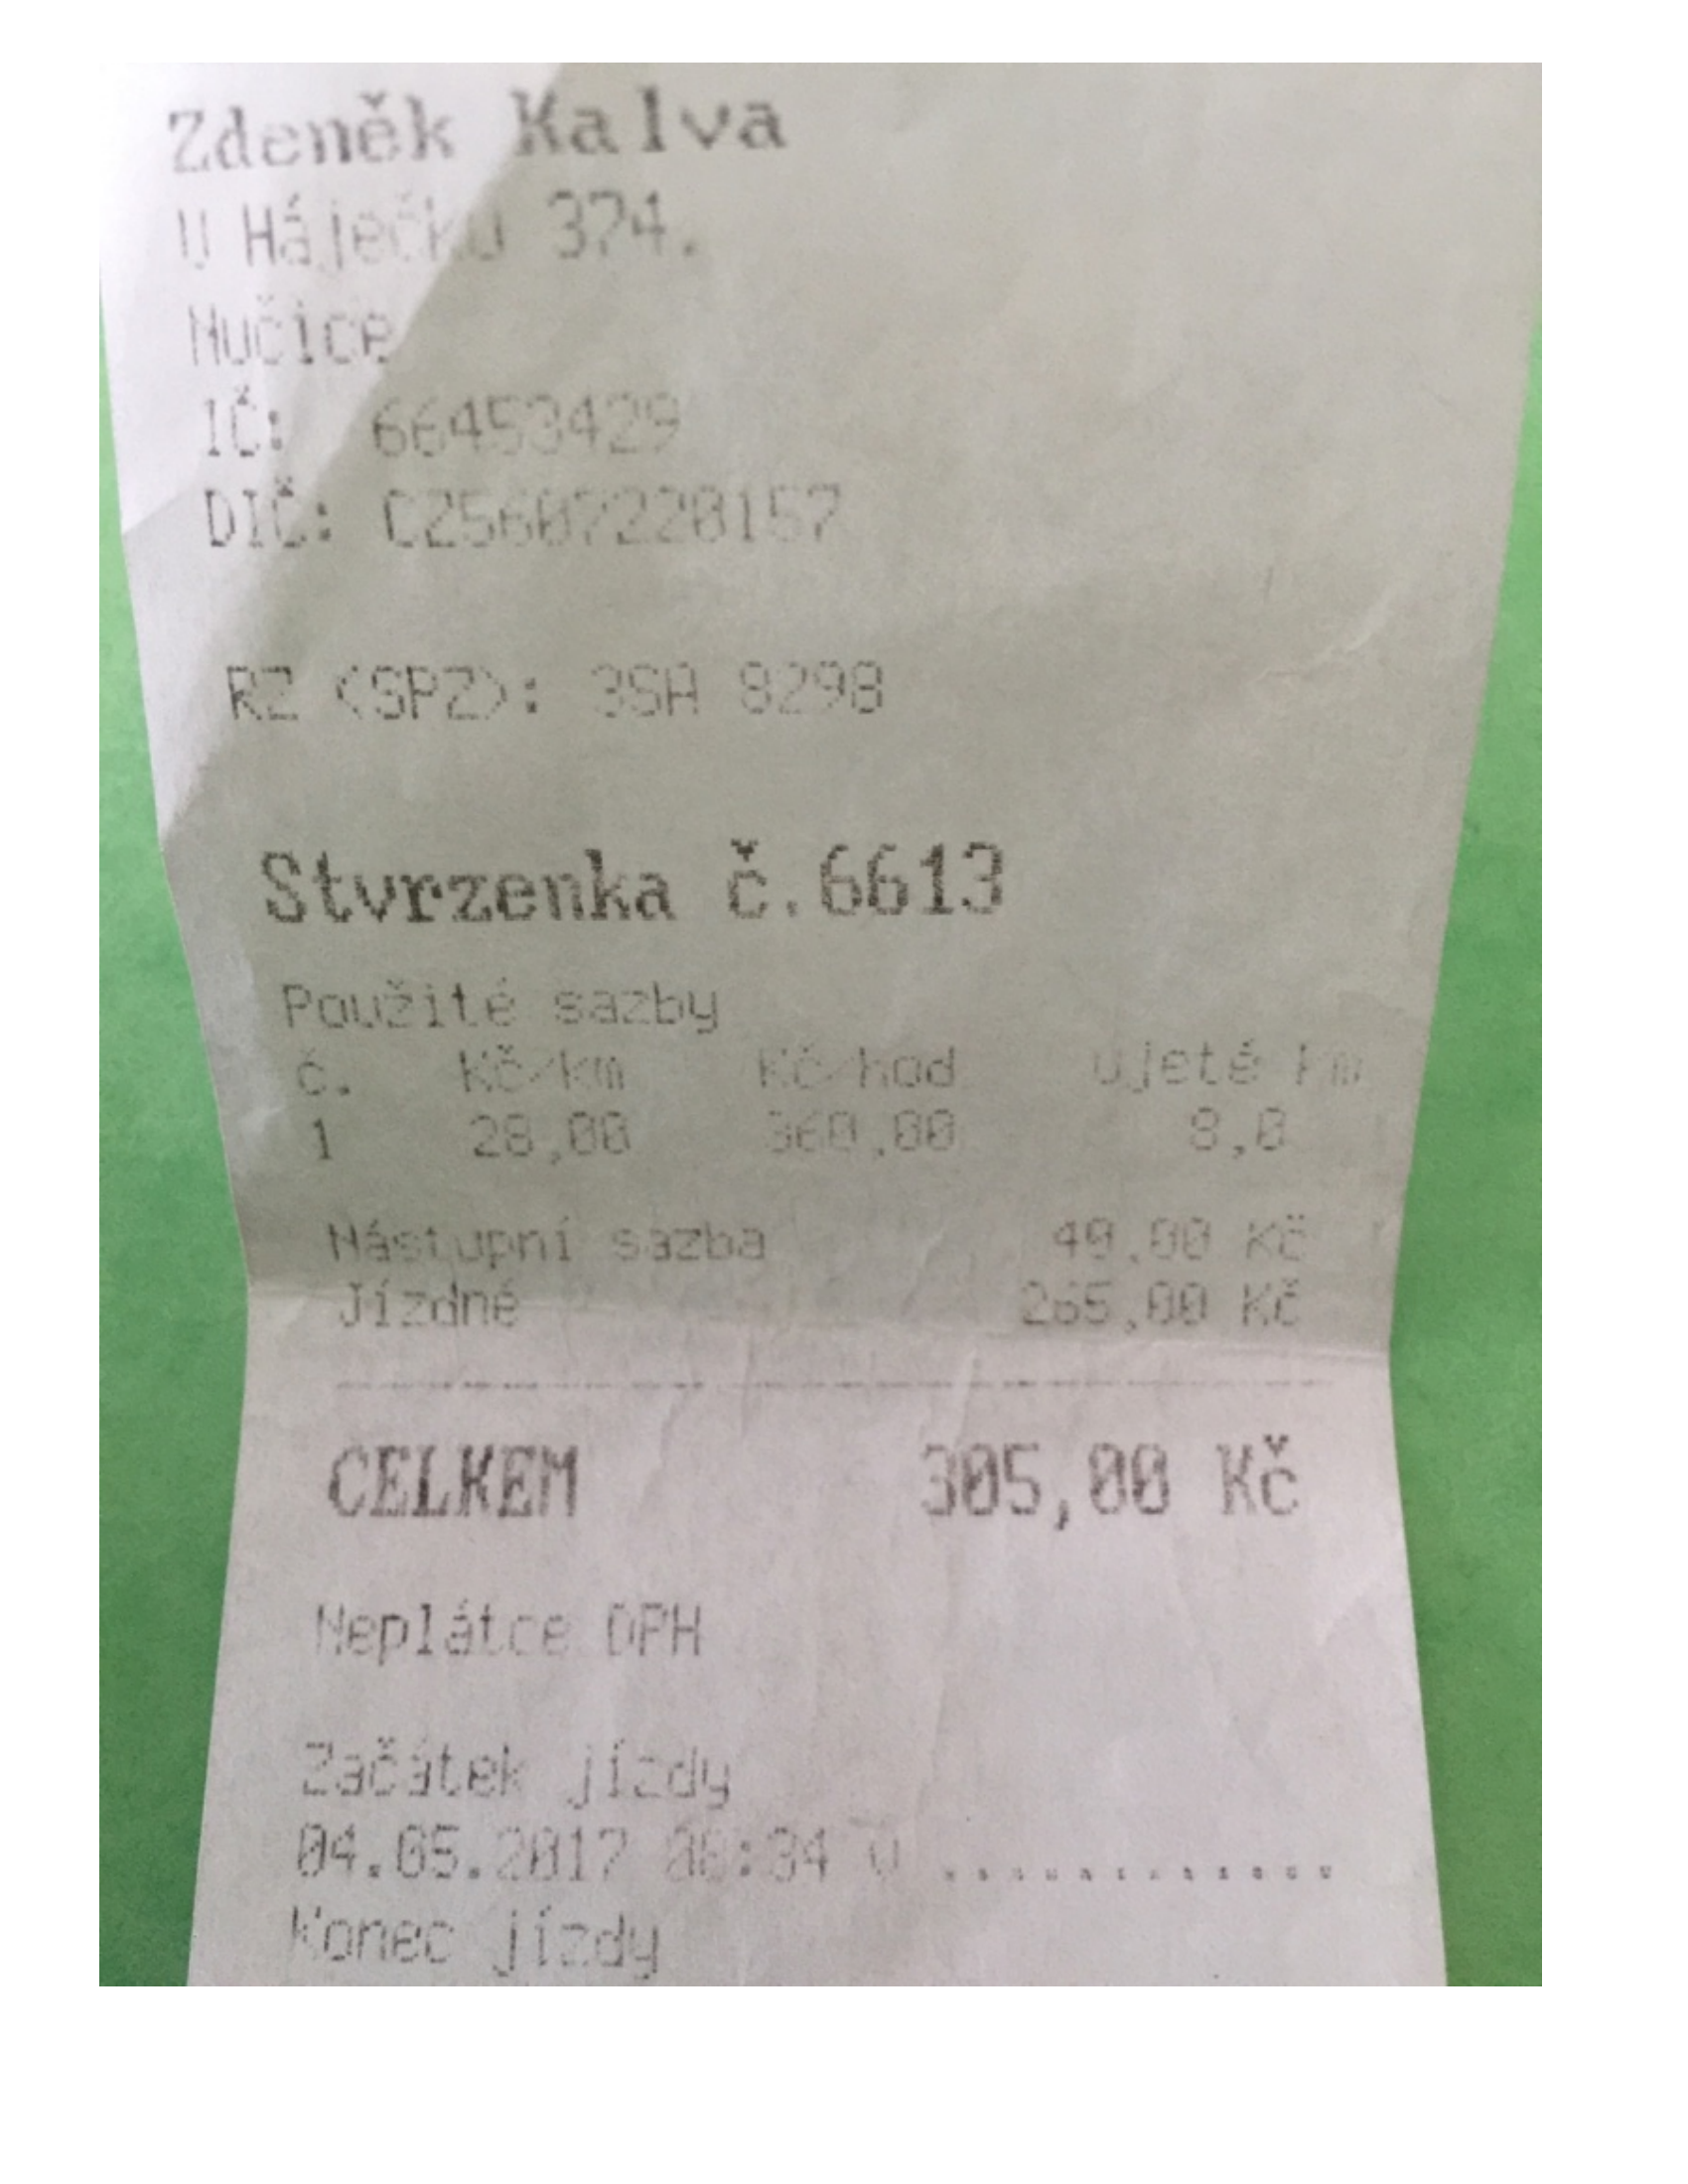 Zdeněk Kalva
U Háječku 374.
Nučice
IČ: 66453429
DIČ: CZ5607220157
RZ (SPZ): 3SA 8298
Stvrzenka č.6613
Použité sazby
č. Kč/km Kč/hod ujeté km
1 28,00 360,00 8,0
Nástupní sazba 40,00 Kč
Jízdné 265,00 Kč
CELKEM 305,00 Kč
Neplátce DPH
Začátek jízdy
04.05.2017 V .............
Konec jízdy